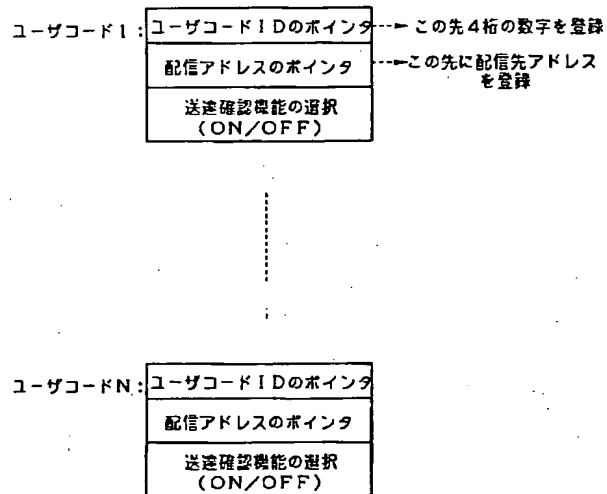 ユーザコード1:
ユーザコードIDのポインタ
この先4桁の数字を登録
配信アドレスのポインタ
この先に配信先アドレス
を登録
送達確認機能の選択
(ON/OFF)
ユーザコードN:
ユーザコードIDのポインタ
配信アドレスのポインタ
送達確認機能の選択
(ON/OFF)